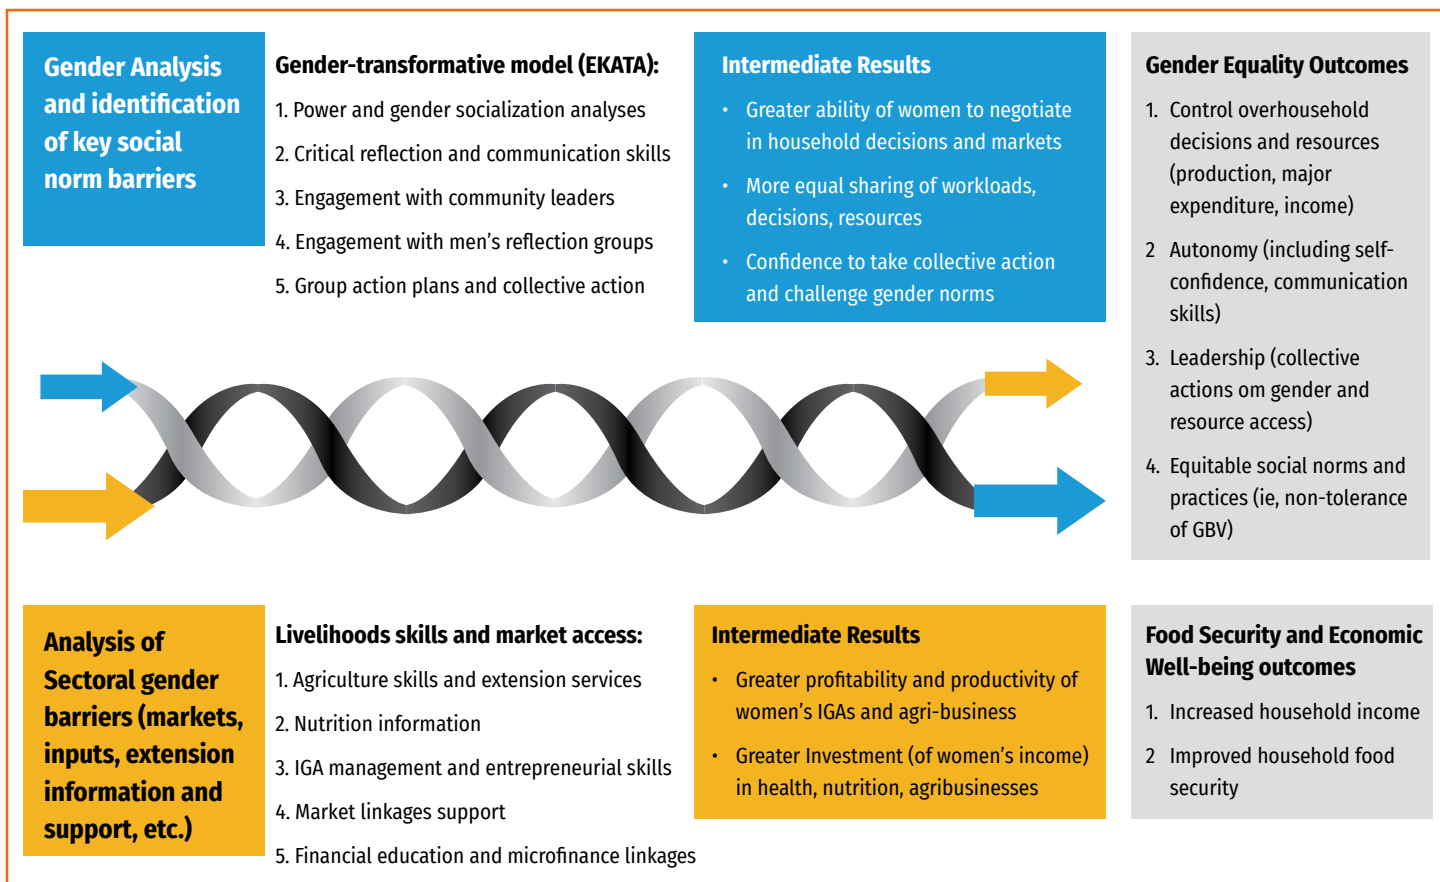 Gender Analysis
and identification
of key social
norm barriers
Gender-transformative model (EKATA):
1. Power and gender socialization analyses
2. Critical reflection and communication skills
3. Engagement with community leaders
4. Engagement with men’s reflection groups
5. Group action plans and collective action
Intermediate Results
• Greater ability of women to negotiate
in household decisions and markets
• More equal sharing of workloads,
decisions, resources
• Confidence to take collective action
and challenge gender norms
Gender Equality Outcomes
1. Control overhousehold
decisions and resources
(production, major
expenditure, income)
2 Autonomy (including self-
confidence, communication
skills)
3. Leadership (collective
actions om gender and
resource access)
4. Equitable social norms and
practices (ie, non-tolerance
of GBV)
Analysis of
Sectoral gender
barriers (markets,
inputs, extension
information and
support, etc.)
Livelihoods skills and market access:
1. Agriculture skills and extension services
2. Nutrition information
3. IGA management and entrepreneurial skills
4. Market linkages support
5. Financial education and microfinance linkages
Intermediate Results
• Greater profitability and productivity of
women’s IGAs and agri-business
• Greater Investment (of women’s income)
in health, nutrition, agribusinesses
Food Security and Economic
Well-being outcomes
1. Increased household income
2 Improved household food
security